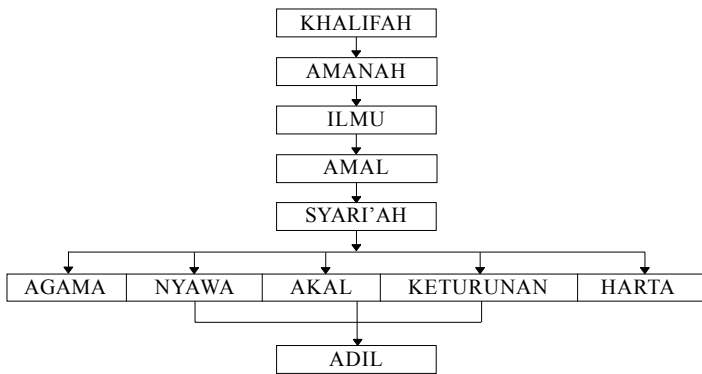 KHALIFAH
AMANAH
ILMU
AMAL
SYARI’AH
AGAMA NYAWA AKAL KETURUNAN HARTA
ADIL